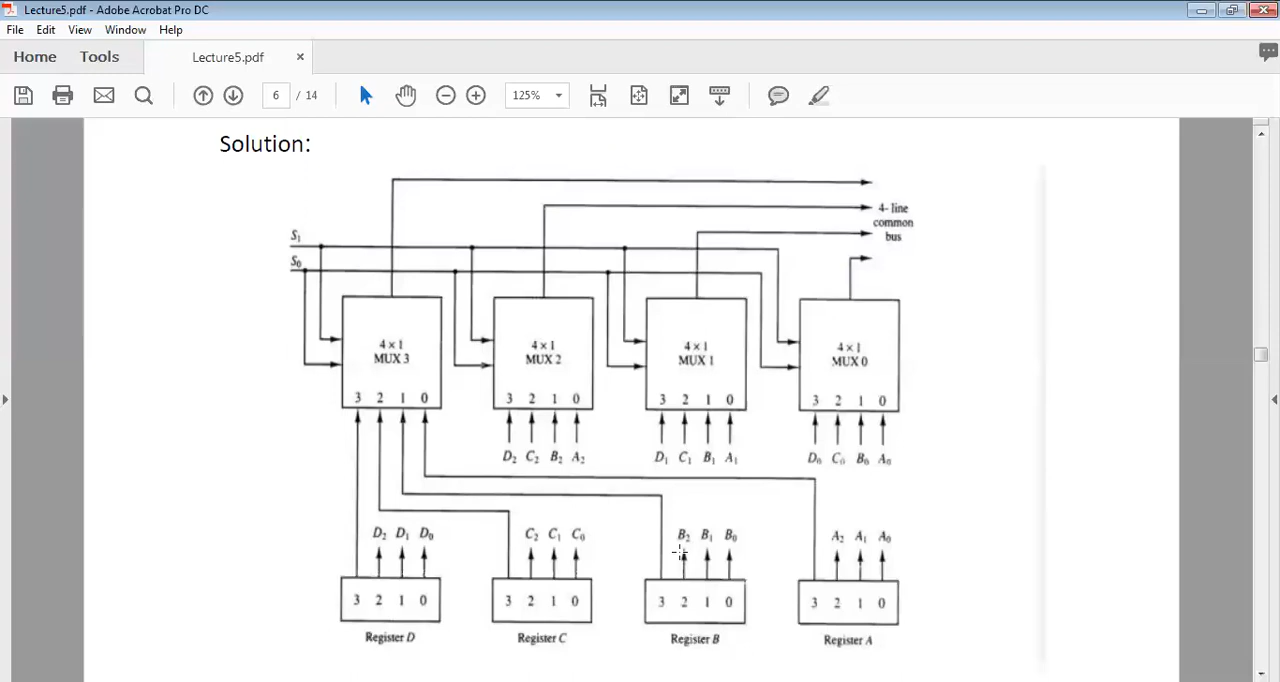 Lecture5.pdf - Adobe Acrobat Pro DC
File Edit View Window Help
Home Tools Lecture5.pdf ×
6 / 14 125%
Solution:
4- line
common
bus
S₁
S₀
4 × 1
MUX 3
3 2 1 0
4 × 1
MUX 2
3 2 1 0
4 × 1
MUX 1
3 2 1 0
4 × 1
MUX 0
3 2 1 0
D₂ C₂ B₂ A₂
D₁ C₁ B₁ A₁
D₀ C₀ B₀ A₀
D₂ D₁ D₀
C₂ C₁ C₀
B₂ B₁ B₀
A₂ A₁ A₀
3 2 1 0
3 2 1 0
3 2 1 0
3 2 1 0
Register D
Register C
Register B
Register A